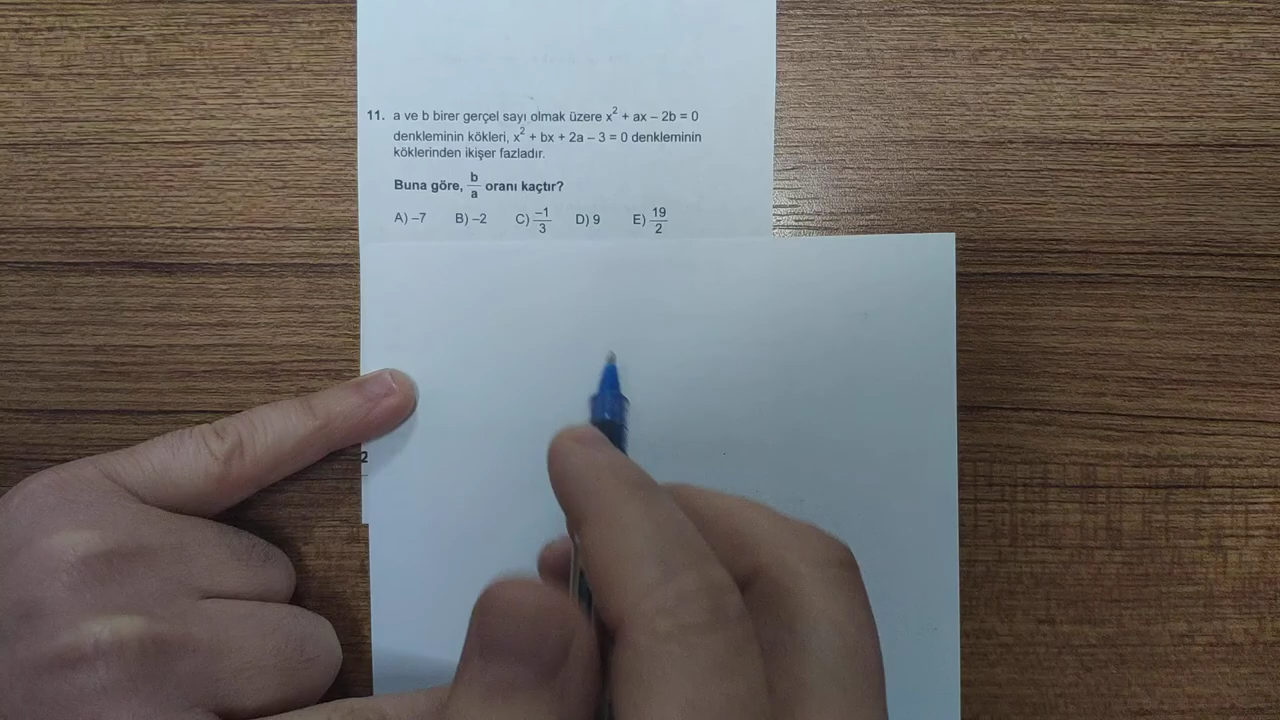 11. a ve b birer gerçel sayı olmak üzere x² + ax – 2b = 0
denkleminin kökleri, x² + bx + 2a – 3 = 0 denkleminin
köklerinden ikişer fazladır.
Buna göre, b/a oranı kaçtır?
A) –7 B) –2 C) –1/3 D) 9 E) 19/2
2